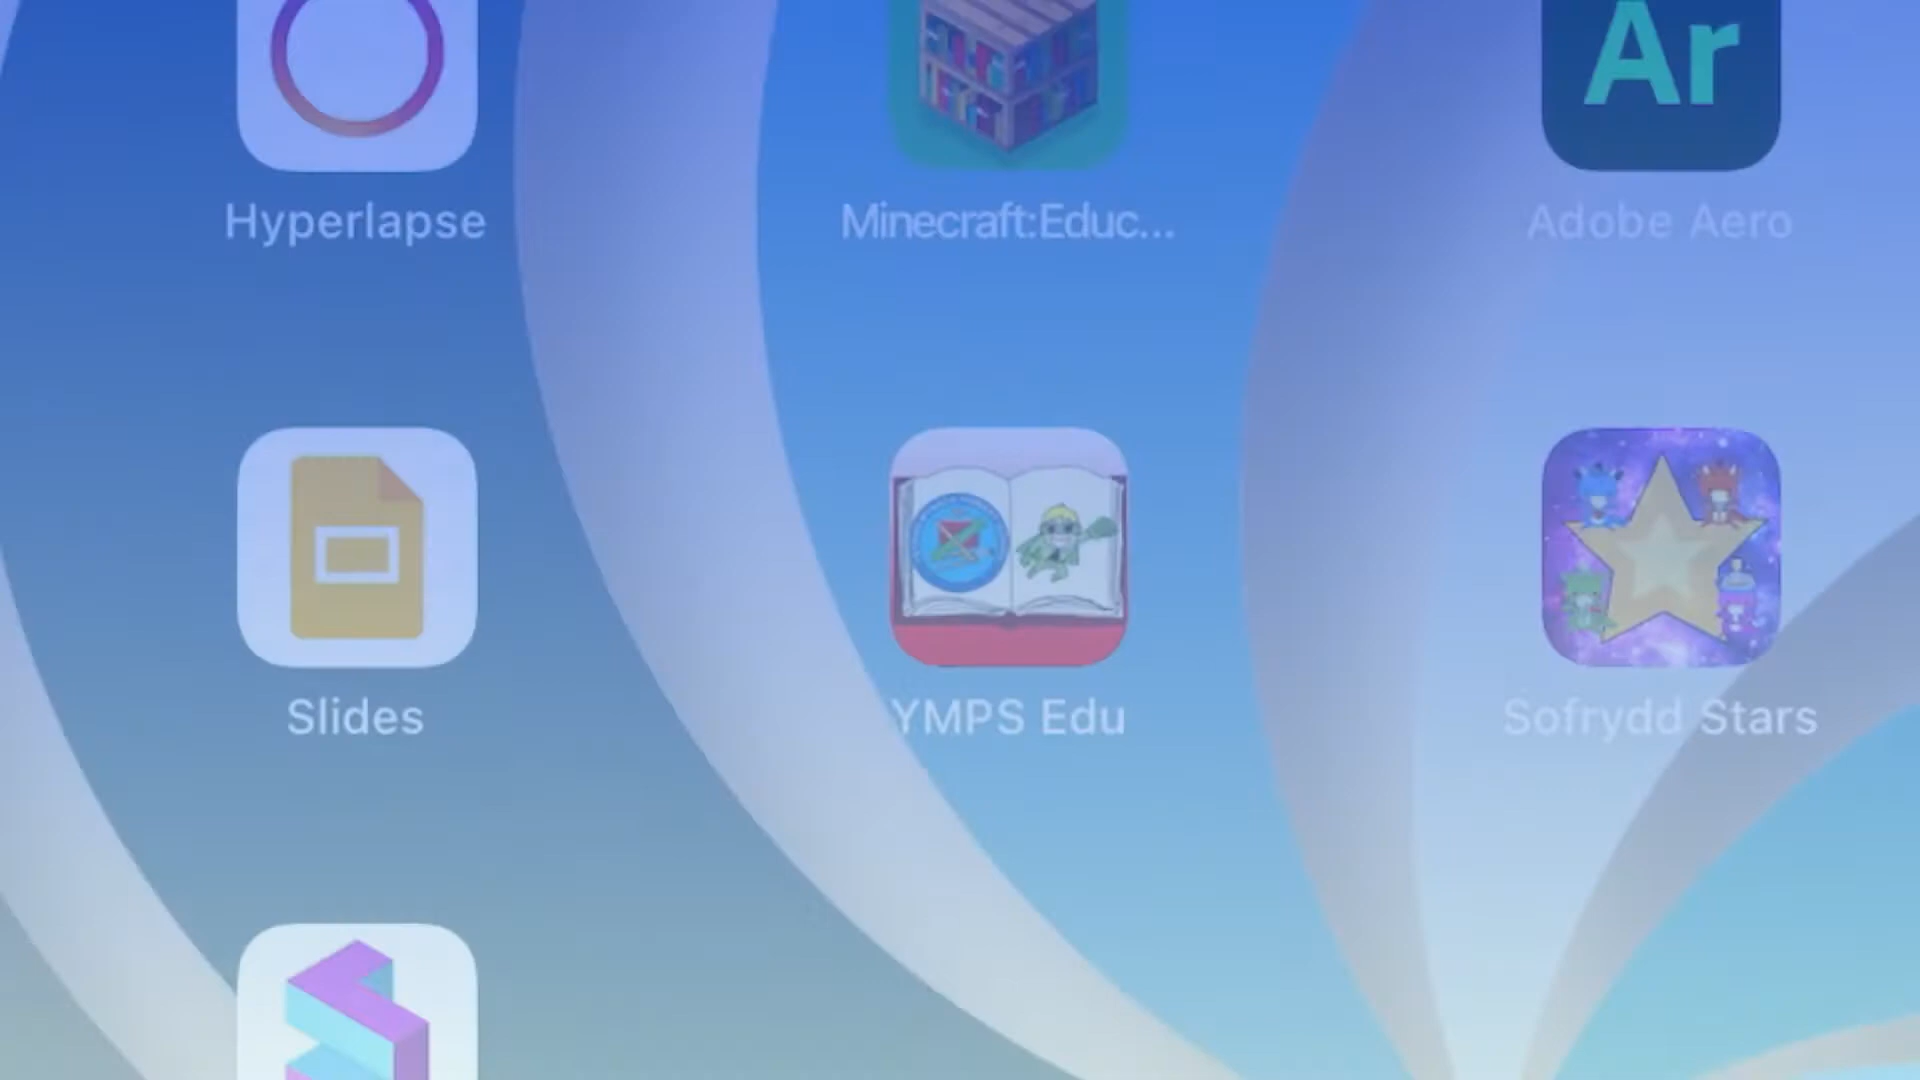 Ar
Hyperlapse
Minecraft:Educ...
Adobe Aero
Slides
YMPS Edu
Sofrydd Stars